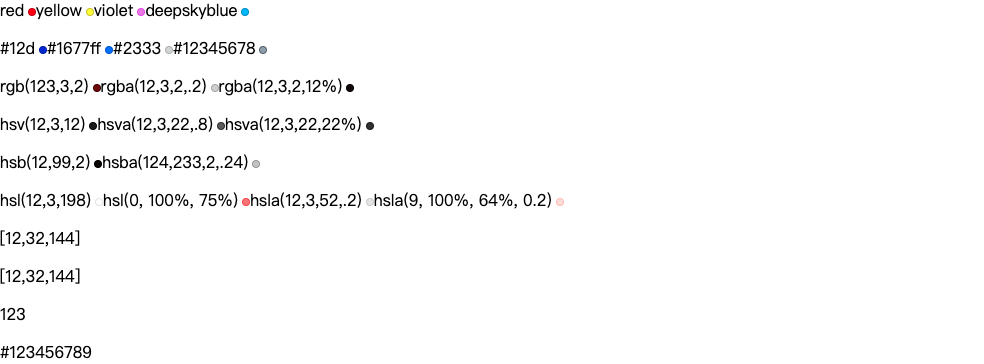 red yellow violet deepskyblue
#12d #1677ff #2333 #12345678
rgb(123,3,2) rgba(12,3,2,.2) rgba(12,3,2,12%)
hsv(12,3,12) hsva(12,3,22,.8) hsva(12,3,22,22%)
hsb(12,99,2) hsba(124,233,2,.24)
hsl(12,3,198) hsl(0, 100%, 75%) hsla(12,3,52,.2) hsla(9, 100%, 64%, 0.2)
[12,32,144]
[12,32,144]
123
#123456789